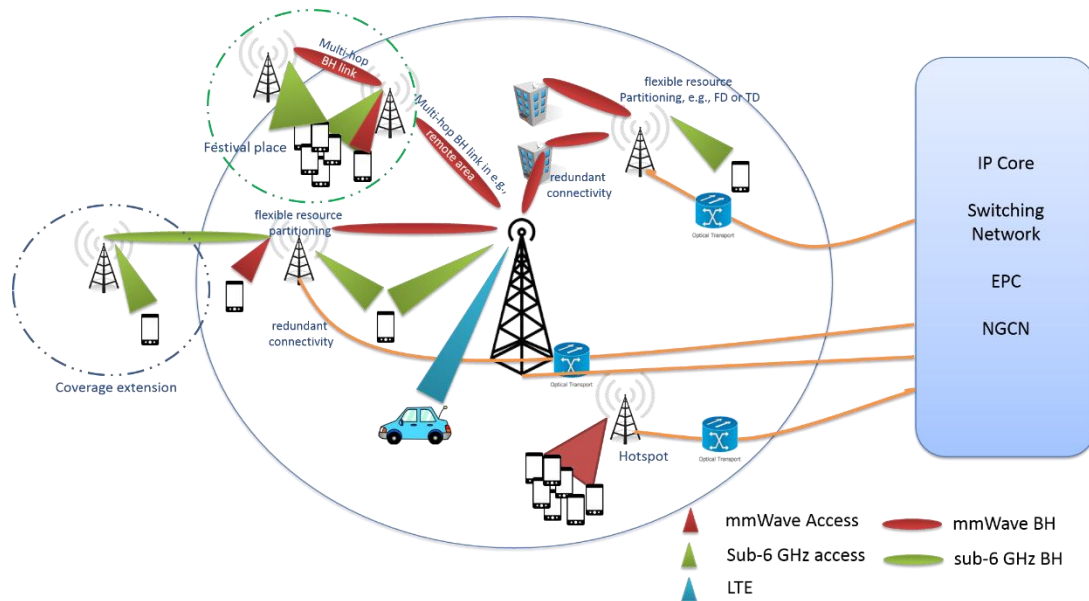 Multi-hop
BH link
Festival place
Multi-hop BH link in e.g.,
remote area
flexible resource
Partitioning, e.g., FD or TD
redundant
connectivity
Optical Transport
IP Core
Switching
Network
EPC
NGCN
flexible resource
partitioning
redundant
connectivity
Coverage extension
Optical Transport
Hotspot
Optical Transport
mmWave Access
mmWave BH
Sub-6 GHz access
sub-6 GHz BH
LTE